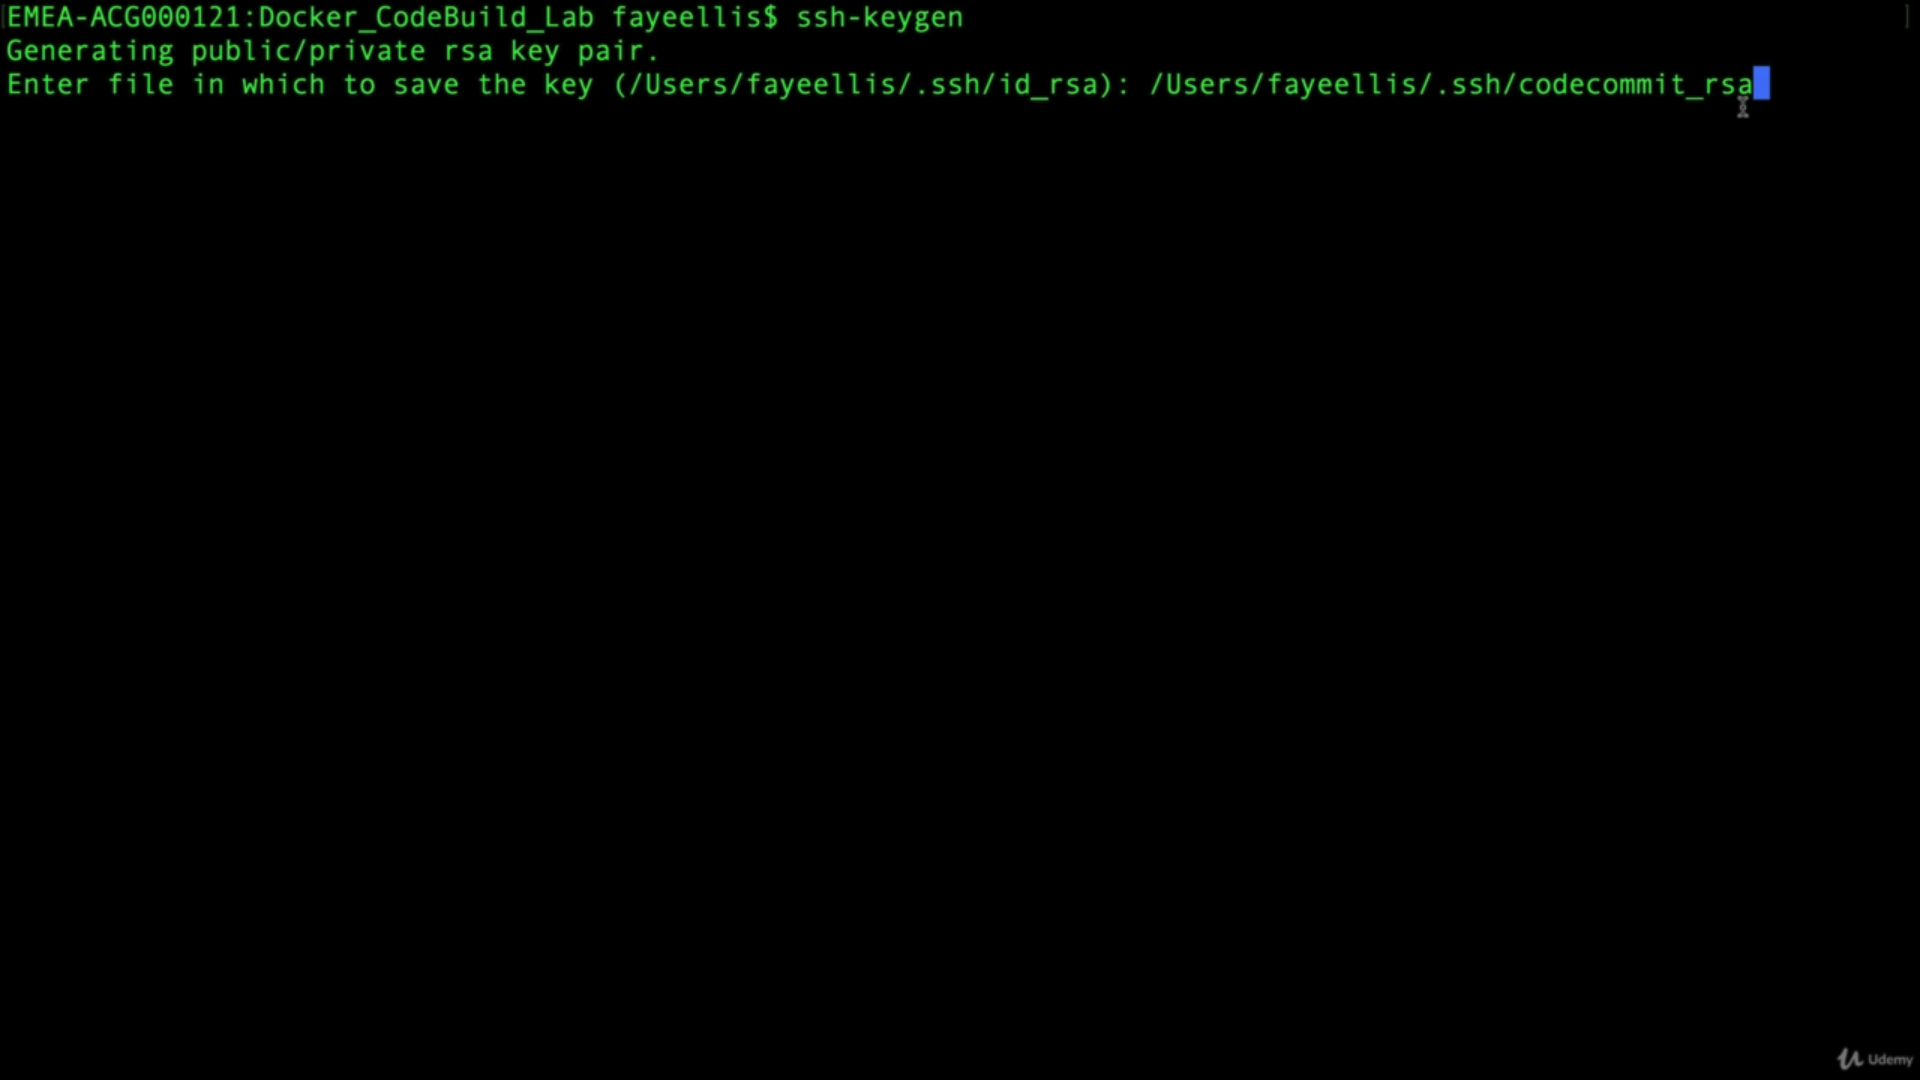 EMEA-ACG000121:Docker_CodeBuild_Lab fayeellis$ ssh-keygen
Generating public/private rsa key pair.
Enter file in which to save the key (/Users/fayeellis/.ssh/id_rsa): /Users/fayeellis/.ssh/codecommit_rsa
Udemy